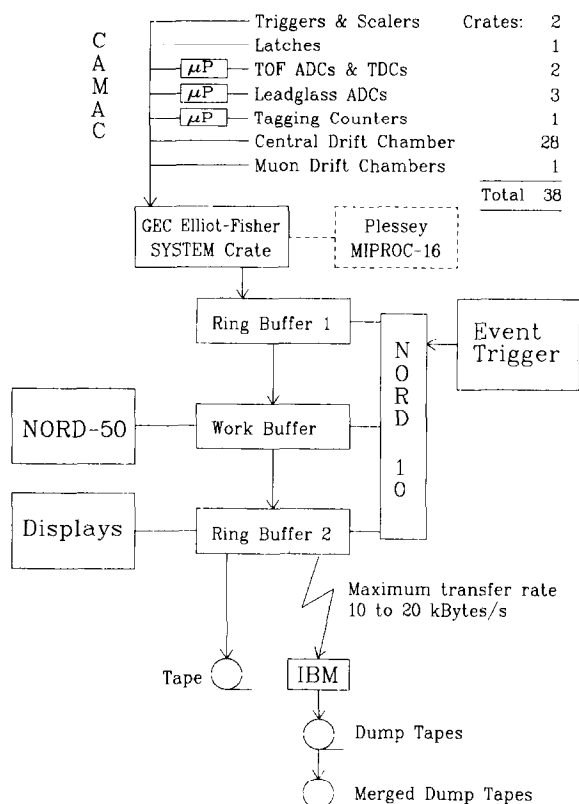 CAMAC
Triggers & Scalers Crates: 2
Latches 1
μP TOF ADCs & TDCs 2
μP Leadglass ADCs 3
μP Tagging Counters 1
Central Drift Chamber 28
Muon Drift Chambers 1
Total 38
GEC Elliot-Fisher
SYSTEM Crate
Plessey
MIPROC-16
Ring Buffer 1
NORD 10
Event
Trigger
NORD-50
Work Buffer
Displays
Ring Buffer 2
Maximum transfer rate
10 to 20 kBytes/s
Tape
IBM
Dump Tapes
Merged Dump Tapes